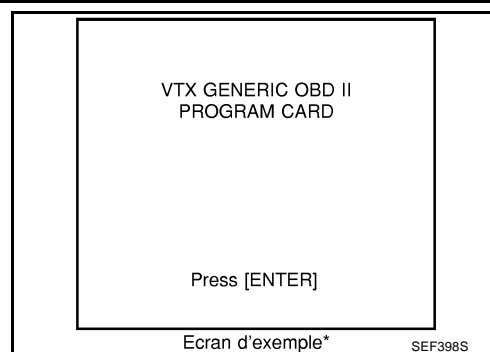 VTX GENERIC OBD II
PROGRAM CARD
Press [ENTER]
Ecran d'exemple*
SEF398S